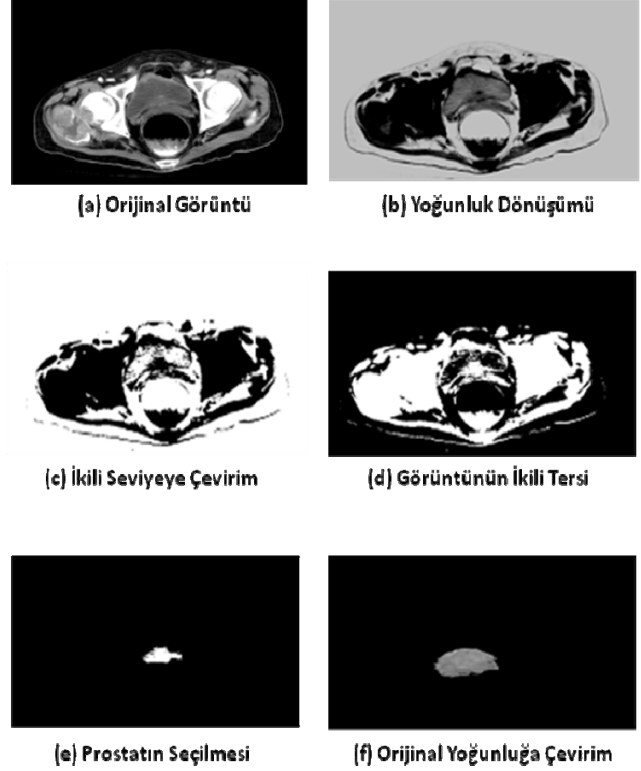 (a) Orijinal Görüntü
(b) Yoğunluk Dönüşümü
(c) İkili Seviyeye Çevirim
(d) Görüntünün İkili Tersi
(e) Prostatın Seçilmesi
(f) Orijinal Yoğunluğa Çevirim